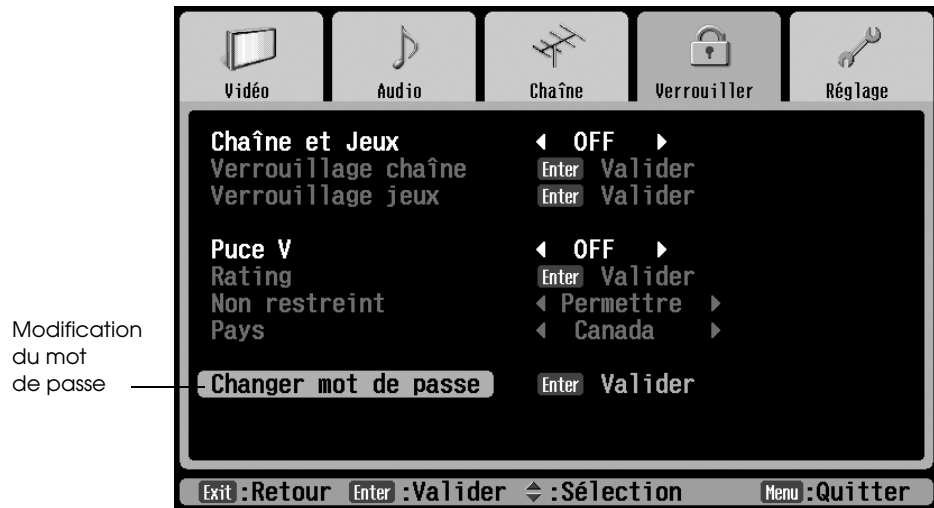 Vidéo Audio Chaîne Verrouiller Réglage
Chaîne et Jeux OFF
Verrouillage chaîne Enter Valider
Verrouillage jeux Enter Valider
Puce V OFF
Rating Enter Valider
Non restreint Permettre
Pays Canada
Modification
du mot
de passe
Changer mot de passe Enter Valider
Exit :Retour Enter :Valider :Sélection Menu :Quitter